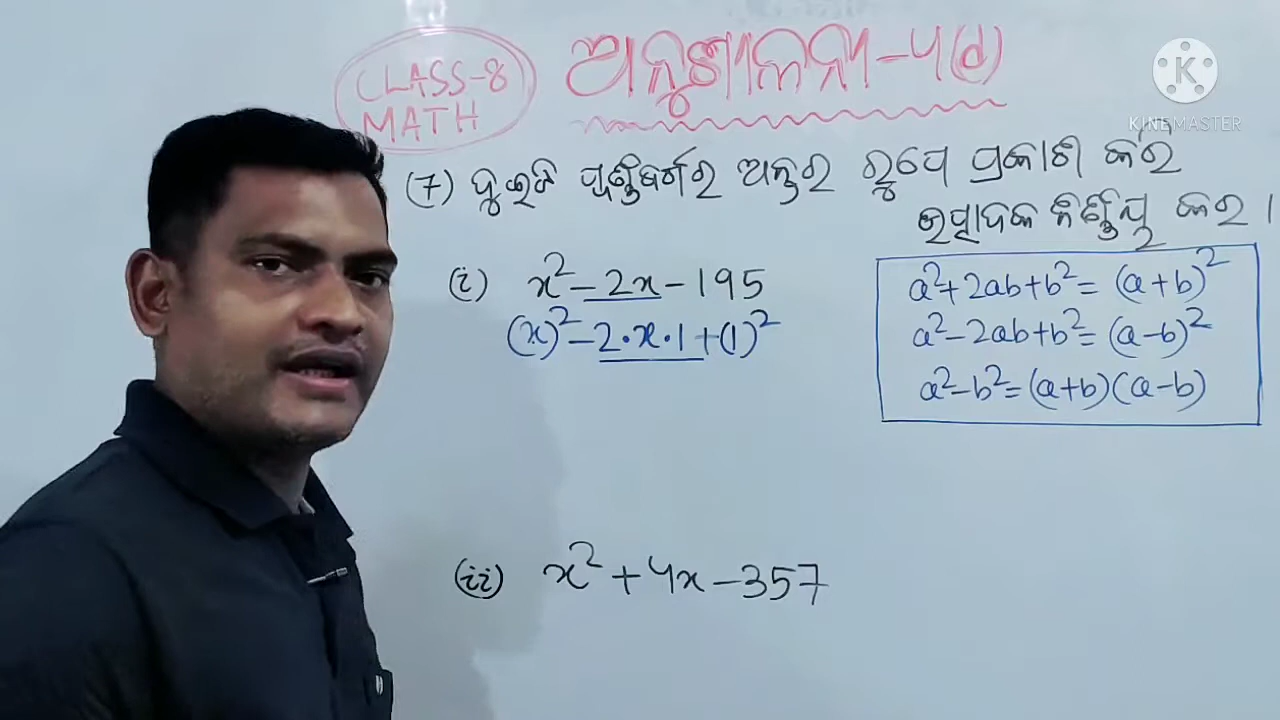 CLASS-8
MATH
ଅନୁଶୀଳନୀ-4(d)
(7) ଦୁଇଟି ପୂର୍ଣ୍ଣବର୍ଗର ଅନ୍ତର ରୂପେ ପ୍ରକାଶ କରି
ଉତ୍ପାଦକ ନିର୍ଣ୍ଣୟ କର ।
(i) x² - 2x - 195
(x)² - 2·x·1 + (1)²
a² + 2ab + b² = (a+b)²
a² - 2ab + b² = (a-b)²
a² - b² = (a+b)(a-b)
(ii) x² + 4x - 357
K
KINEMASTER